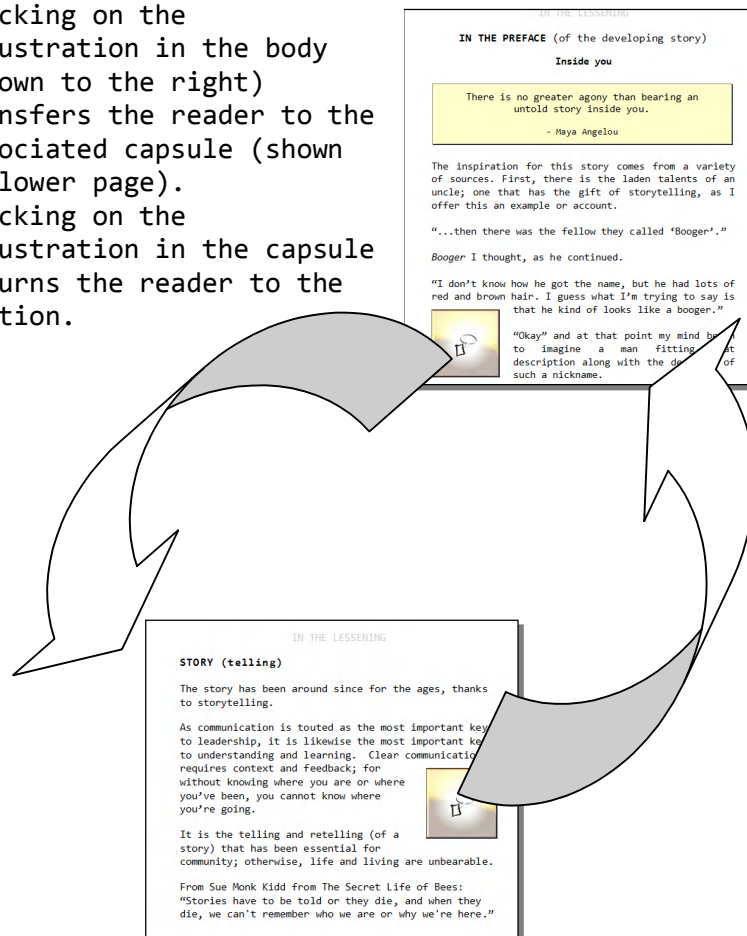 cking on the
ustration in the body
own to the right)
nsfers the reader to the
ociated capsule (shown
lower page).
cking on the
ustration in the capsule
urns the reader to the
tion.
IN THE LESSENING
IN THE PREFACE (of the developing story)
Inside you
There is no greater agony than bearing an
untold story inside you.
- Maya Angelou
The inspiration for this story comes from a variety
of sources. First, there is the laden talents of an
uncle; one that has the gift of storytelling, as I
offer this an example or account.
“...then there was the fellow they called ‘Booger’.”
Booger I thought, as he continued.
“I don’t know how he got the name, but he had lots of
red and brown hair. I guess what I’m trying to say is
that he kind of looks like a booger.”
“Okay” and at that point my mind
to imagine a man fitting
description along with the of
such a nickname.
IN THE LESSENING
STORY (telling)
The story has been around since for the ages, thanks
to storytelling.
As communication is touted as the most important key
to leadership, it is likewise the most important
to understanding and learning. Clear
requires context and feedback; for
without knowing where you are or where
you’ve been, you cannot know where
you’re going.
It is the telling and retelling (of a
story) that has been essential for
community; otherwise, life and living are unbearable.
From Sue Monk Kidd from The Secret Life of Bees:
“Stories have to be told or they die, and when they
die, we can't remember who we are or why we're here.”